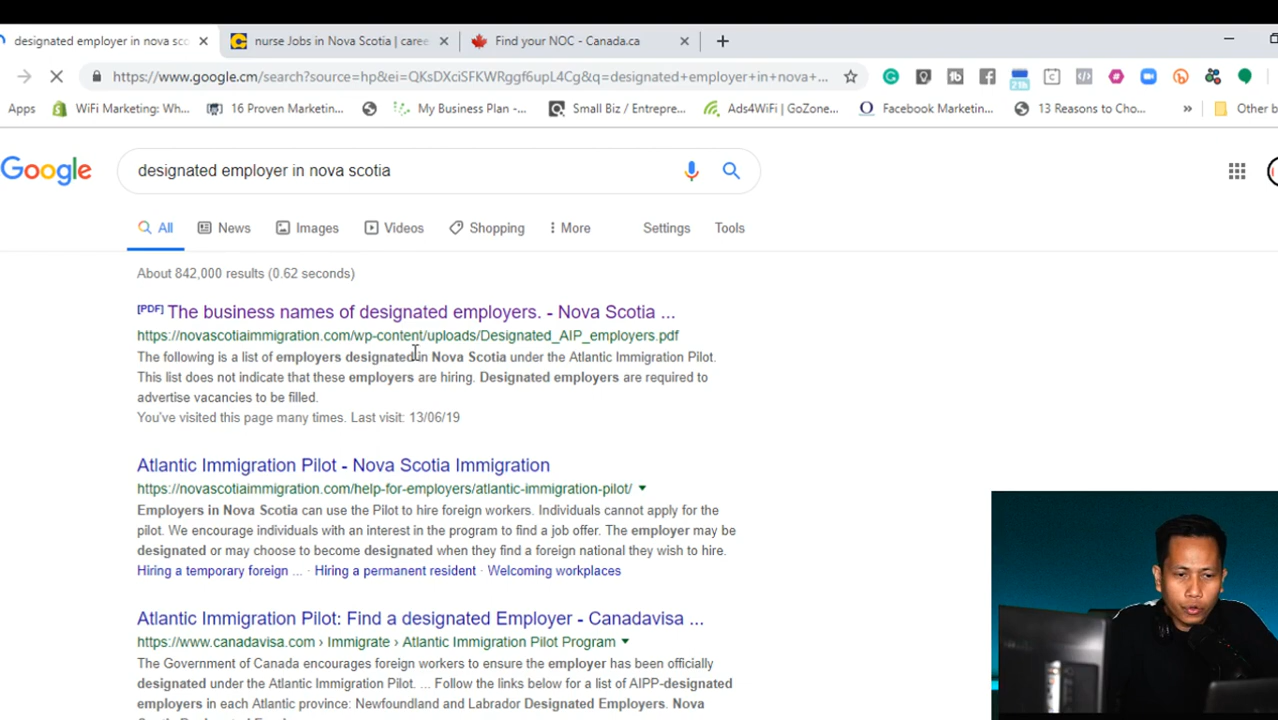 designated employer in nova sco
nurse Jobs in Nova Scotia | caree
Find your NOC - Canada.ca
https://www.google.cm/search?source=hp&ei=QKsDXciSFKWRggf6upL4Cg&q=designated+employer+in+nova+...
21h
Apps
WiFi Marketing: Wh...
16 Proven Marketin...
My Business Plan -...
Small Biz / Entrepre...
Ads4WiFi | GoZone...
Facebook Marketin...
13 Reasons to Cho...
»
Other b
Google
designated employer in nova scotia
All
News
Images
Videos
Shopping
More
Settings
Tools
About 842,000 results (0.62 seconds)
[PDF] The business names of designated employers. - Nova Scotia ...
https://novascotiaimmigration.com/wp-content/uploads/Designated_AIP_employers.pdf
The following is a list of employers designated in Nova Scotia under the Atlantic Immigration Pilot.
This list does not indicate that these employers are hiring. Designated employers are required to
advertise vacancies to be filled.
You've visited this page many times. Last visit: 13/06/19
Atlantic Immigration Pilot - Nova Scotia Immigration
https://novascotiaimmigration.com/help-for-employers/atlantic-immigration-pilot/
Employers in Nova Scotia can use the Pilot to hire foreign workers. Individuals cannot apply for the
pilot. We encourage individuals with an interest in the program to find a job offer. The employer may be
designated or may choose to become designated when they find a foreign national they wish to hire.
Hiring a temporary foreign ... · Hiring a permanent resident · Welcoming workplaces
Atlantic Immigration Pilot: Find a designated Employer - Canadavisa ...
https://www.canadavisa.com › Immigrate › Atlantic Immigration Pilot Program
The Government of Canada encourages foreign workers to ensure the employer has been officially
designated under the Atlantic Immigration Pilot. ... Follow the links below for a list of AIPP-designated
employers in each Atlantic province: Newfoundland and Labrador Designated Employers. Nova